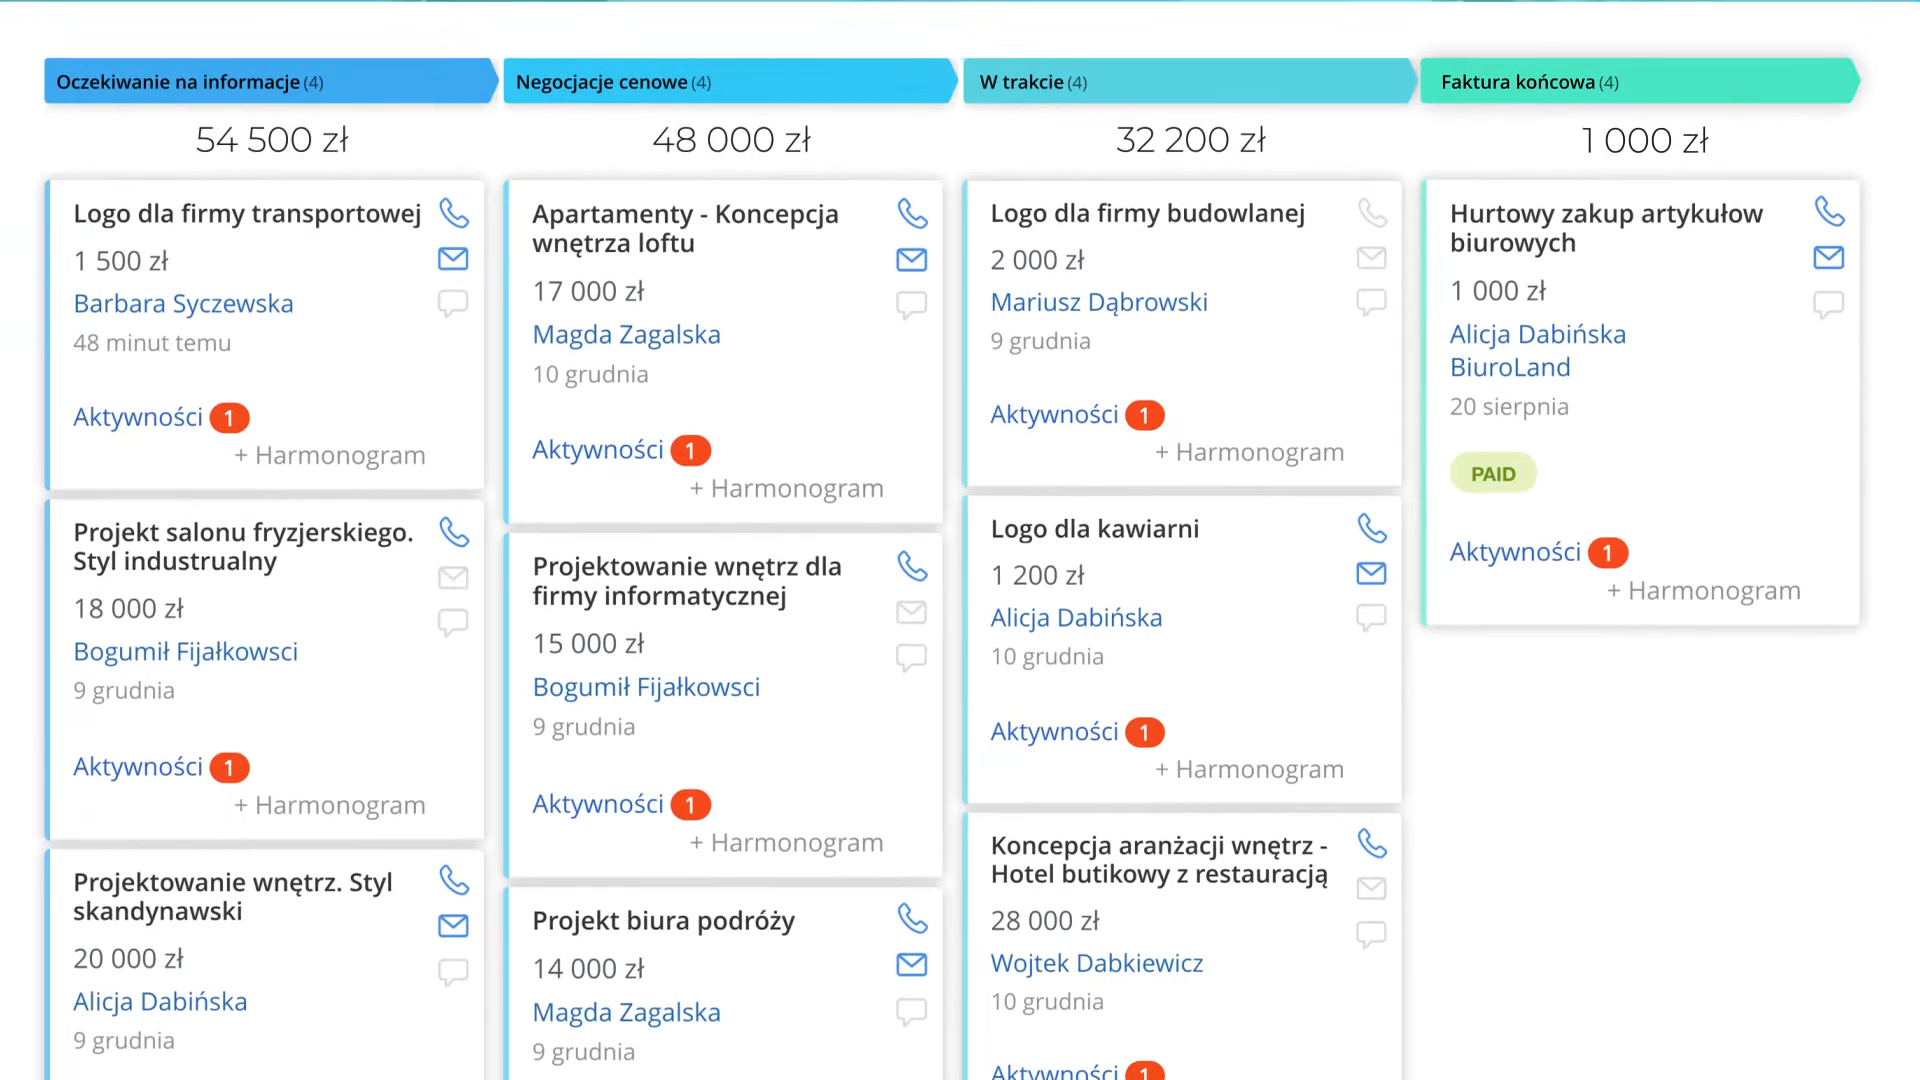 Oczekiwanie na informacje (4)
54 500 zł
Logo dla firmy transportowej
1 500 zł
Barbara Syczewska
48 minut temu
Aktywności 1
+ Harmonogram
Projekt salonu fryzjerskiego.
Styl industrualny
18 000 zł
Bogumił Fijałkowsci
9 grudnia
Aktywności 1
+ Harmonogram
Projektowanie wnętrz. Styl
skandynawski
20 000 zł
Alicja Dabińska
9 grudnia
Negocjacje cenowe (4)
48 000 zł
Apartamenty - Koncepcja
wnętrza loftu
17 000 zł
Magda Zagalska
10 grudnia
Aktywności 1
+ Harmonogram
Projektowanie wnętrz dla
firmy informatycznej
15 000 zł
Bogumił Fijałkowsci
9 grudnia
Aktywności 1
+ Harmonogram
Projekt biura podróży
14 000 zł
Magda Zagalska
9 grudnia
W trakcie (4)
32 200 zł
Logo dla firmy budowlanej
2 000 zł
Mariusz Dąbrowski
9 grudnia
Aktywności 1
+ Harmonogram
Logo dla kawiarni
1 200 zł
Alicja Dabińska
10 grudnia
Aktywności 1
+ Harmonogram
Koncepcja aranżacji wnętrz -
Hotel butikowy z restauracją
28 000 zł
Wojtek Dabkiewicz
10 grudnia
Aktywności 1
Faktura końcowa (4)
1 000 zł
Hurtowy zakup artykułow
biurowych
1 000 zł
Alicja Dabińska
BiuroLand
20 sierpnia
PAID
Aktywności 1
+ Harmonogram